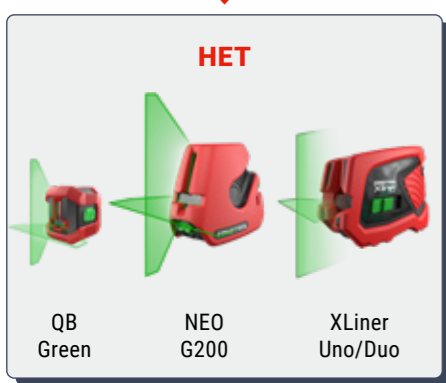 НЕТ
QB
Green
NEO
G200
XLiner
Uno/Duo